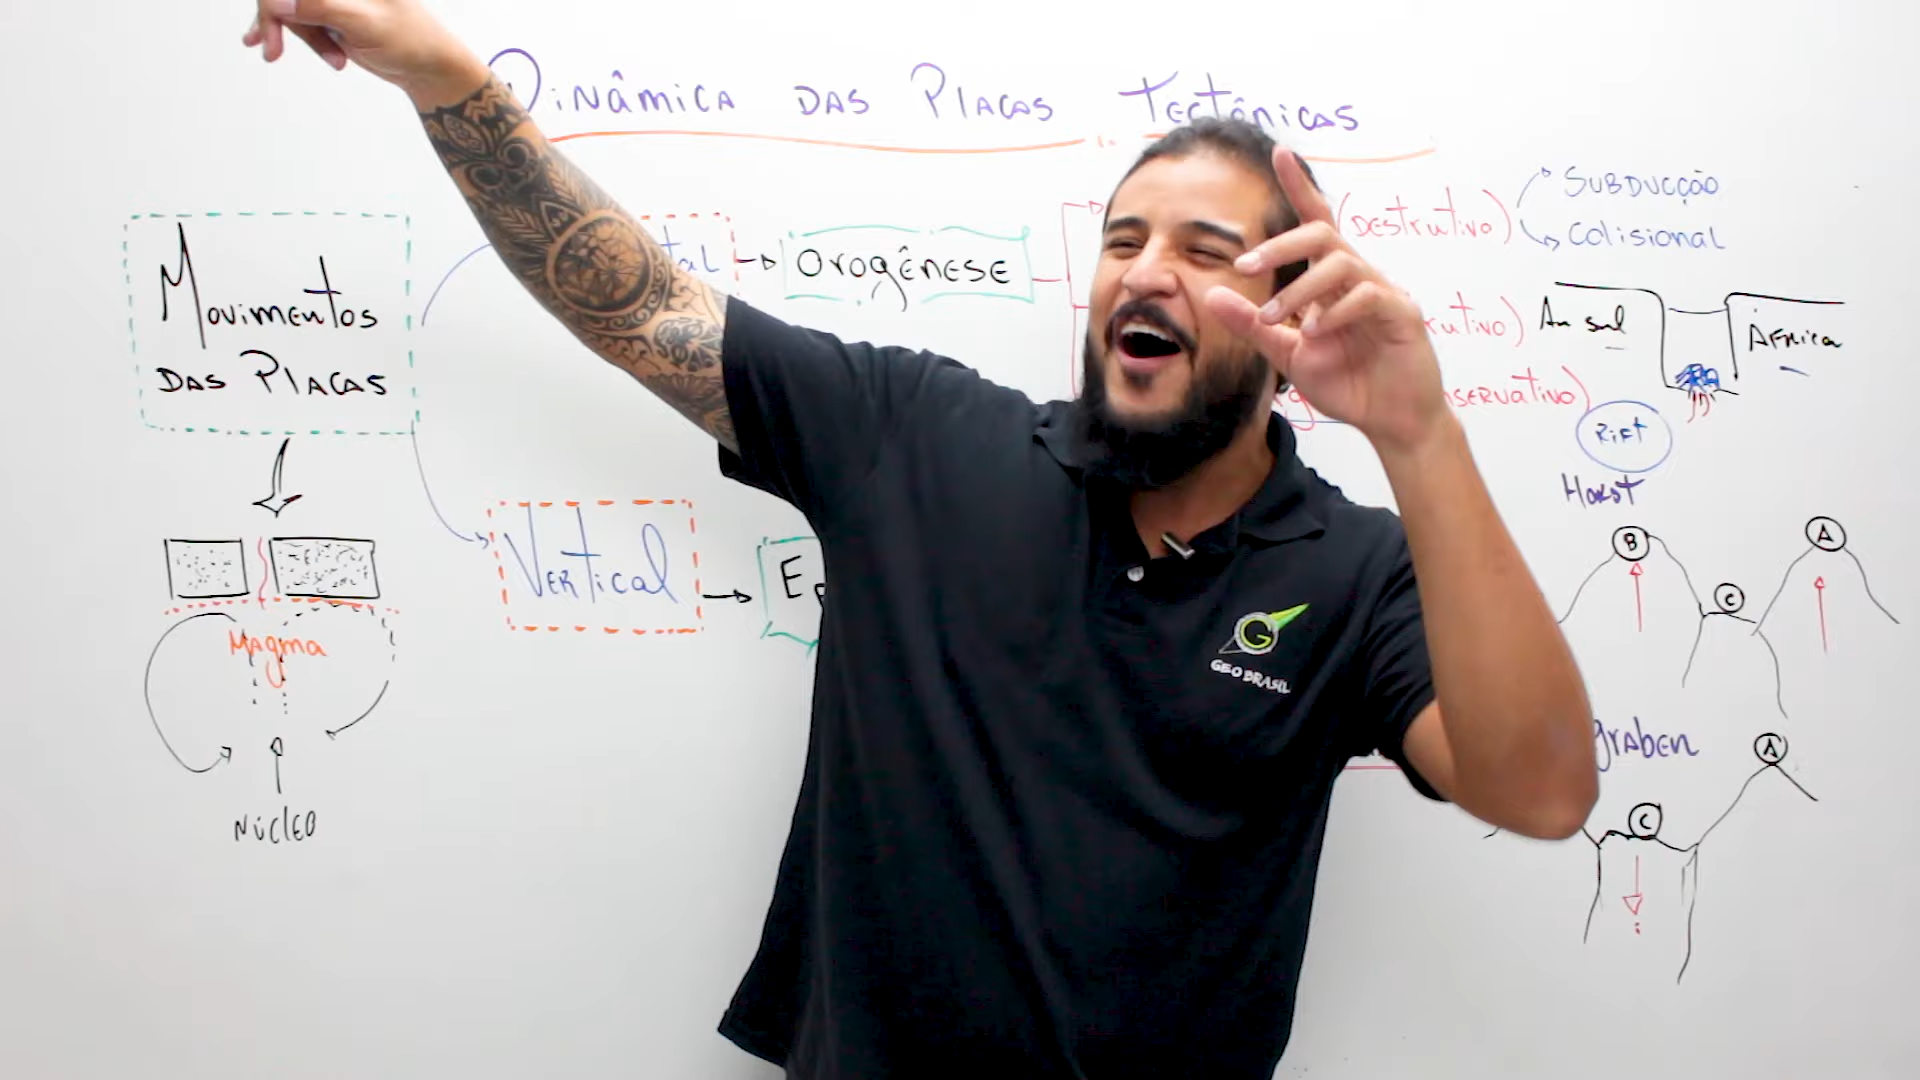 Dinâmica das Placas Tectônicas
Movimentos
das Placas
Orogênese
(Destrutivo)
Subducção
Colisional
Am sul
África
Rift
Horst
B
A
C
Vertical
E
Magma
Núcleo
G
GEO BRASIL
graben
A
C